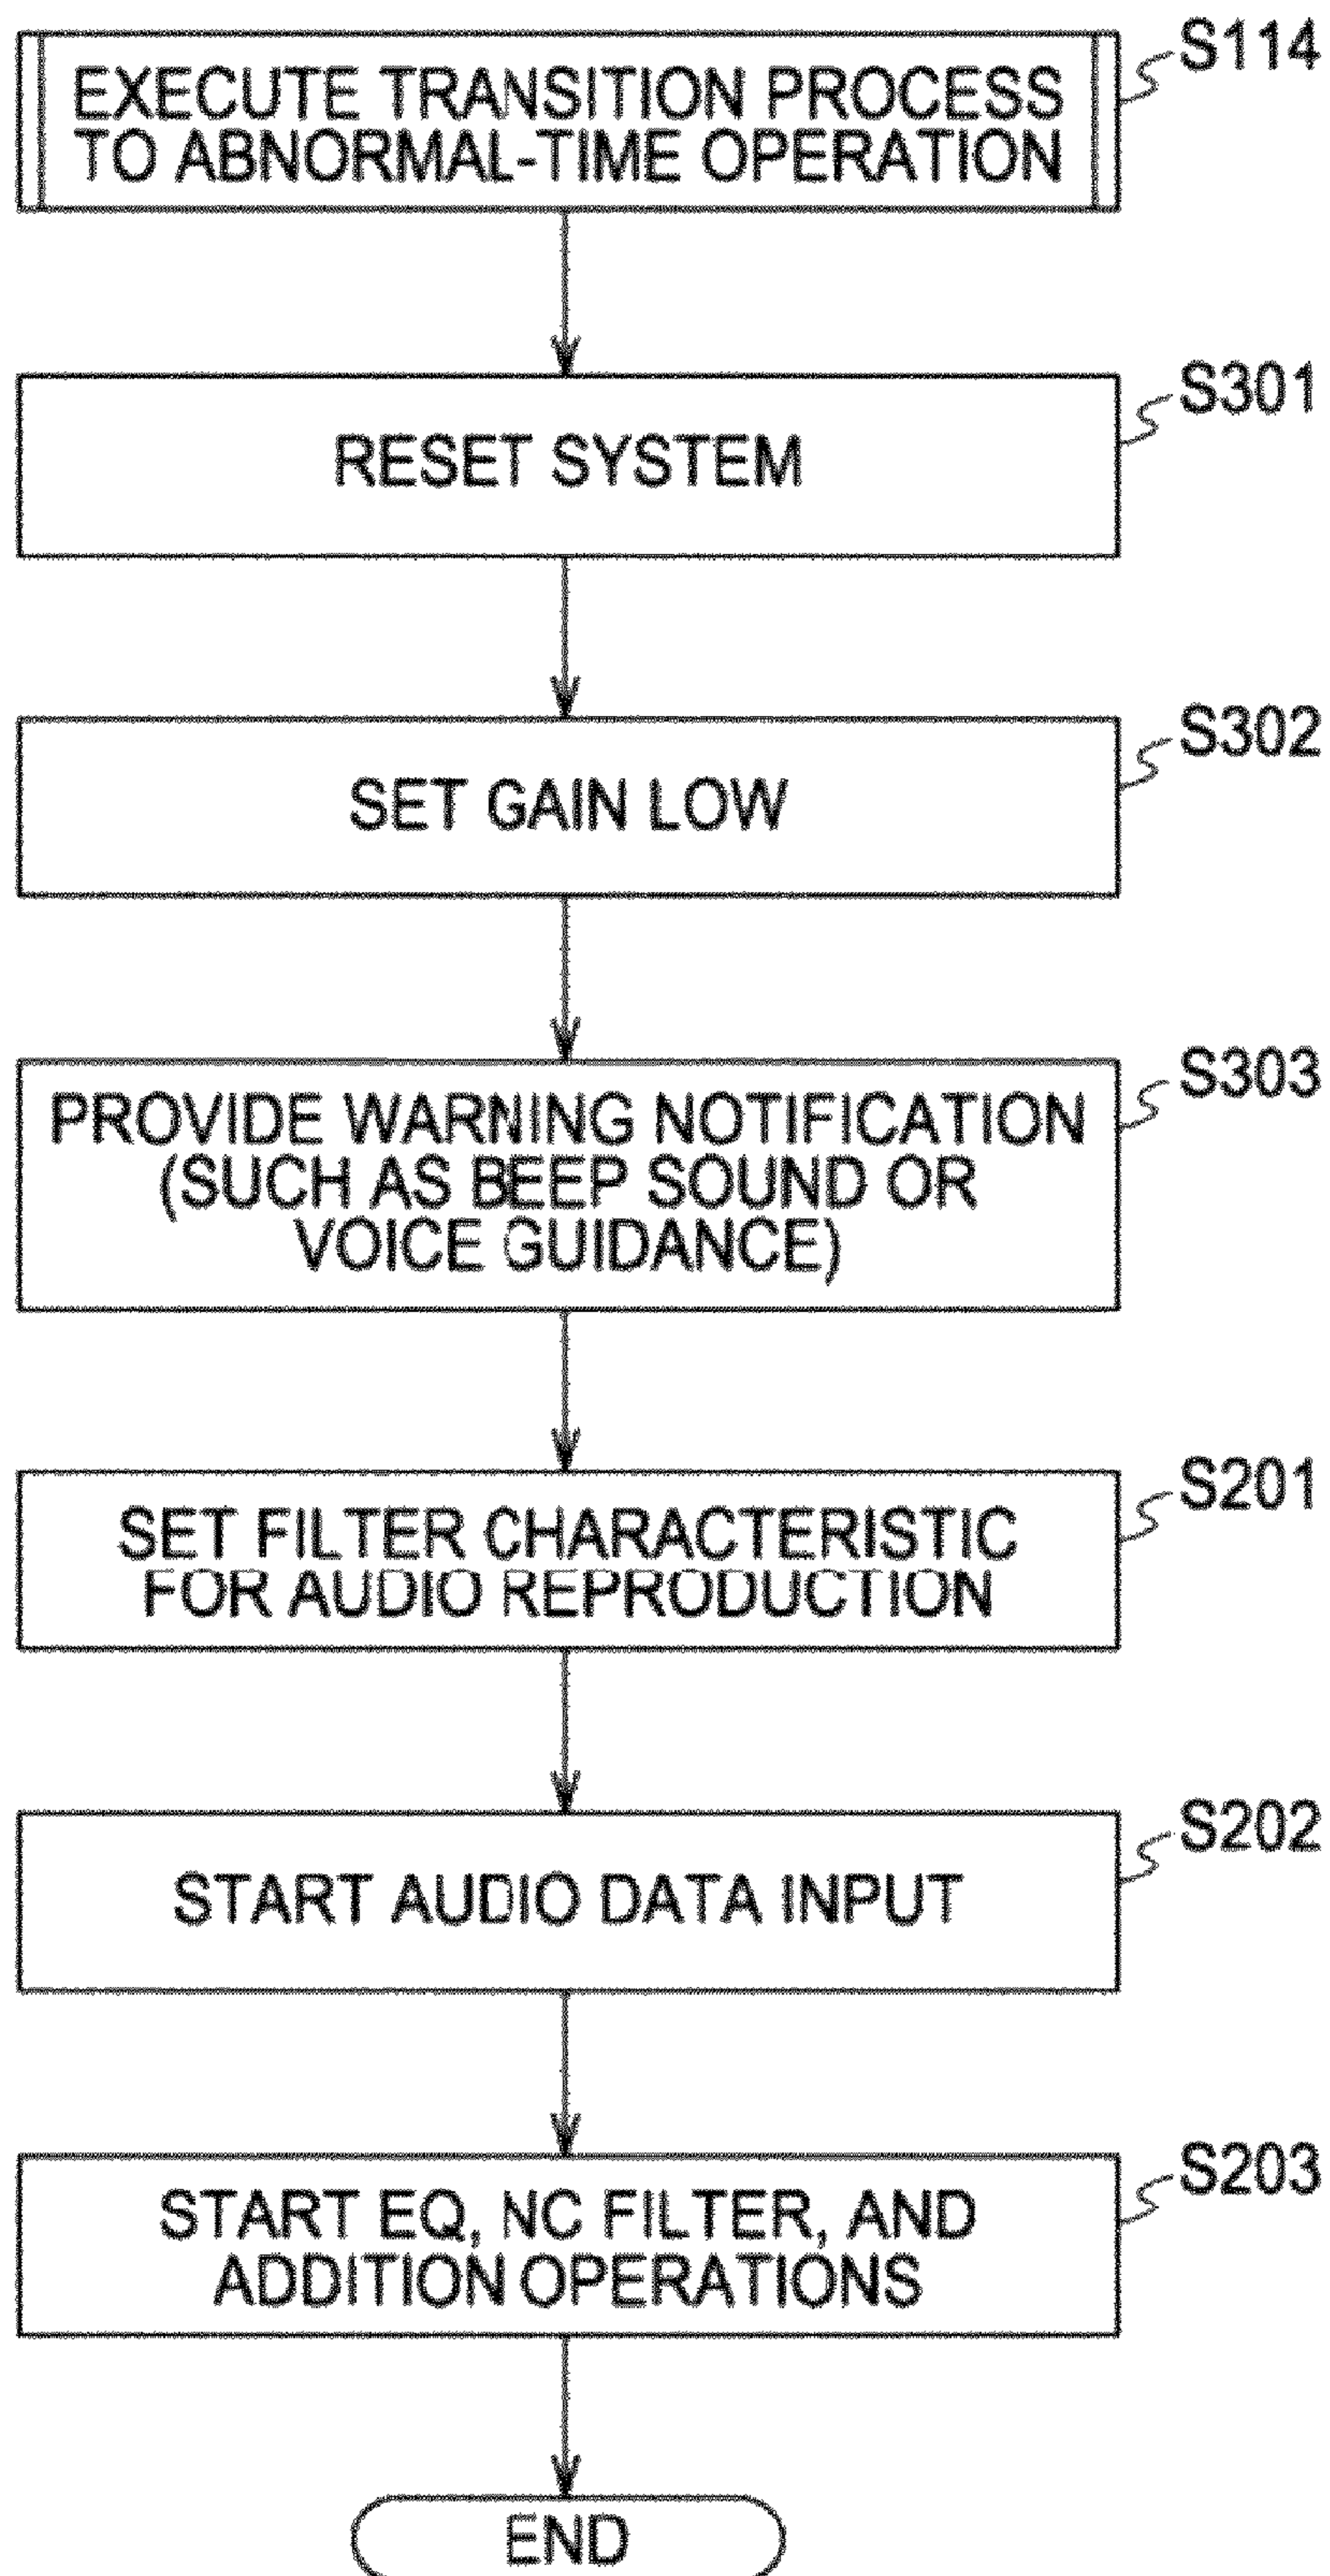 S114
EXECUTE TRANSITION PROCESS
TO ABNORMAL-TIME OPERATION
S301
RESET SYSTEM
S302
SET GAIN LOW
S303
PROVIDE WARNING NOTIFICATION
(SUCH AS BEEP SOUND OR
VOICE GUIDANCE)
S201
SET FILTER CHARACTERISTIC
FOR AUDIO REPRODUCTION
S202
START AUDIO DATA INPUT
S203
START EQ, NC FILTER, AND
ADDITION OPERATIONS
END